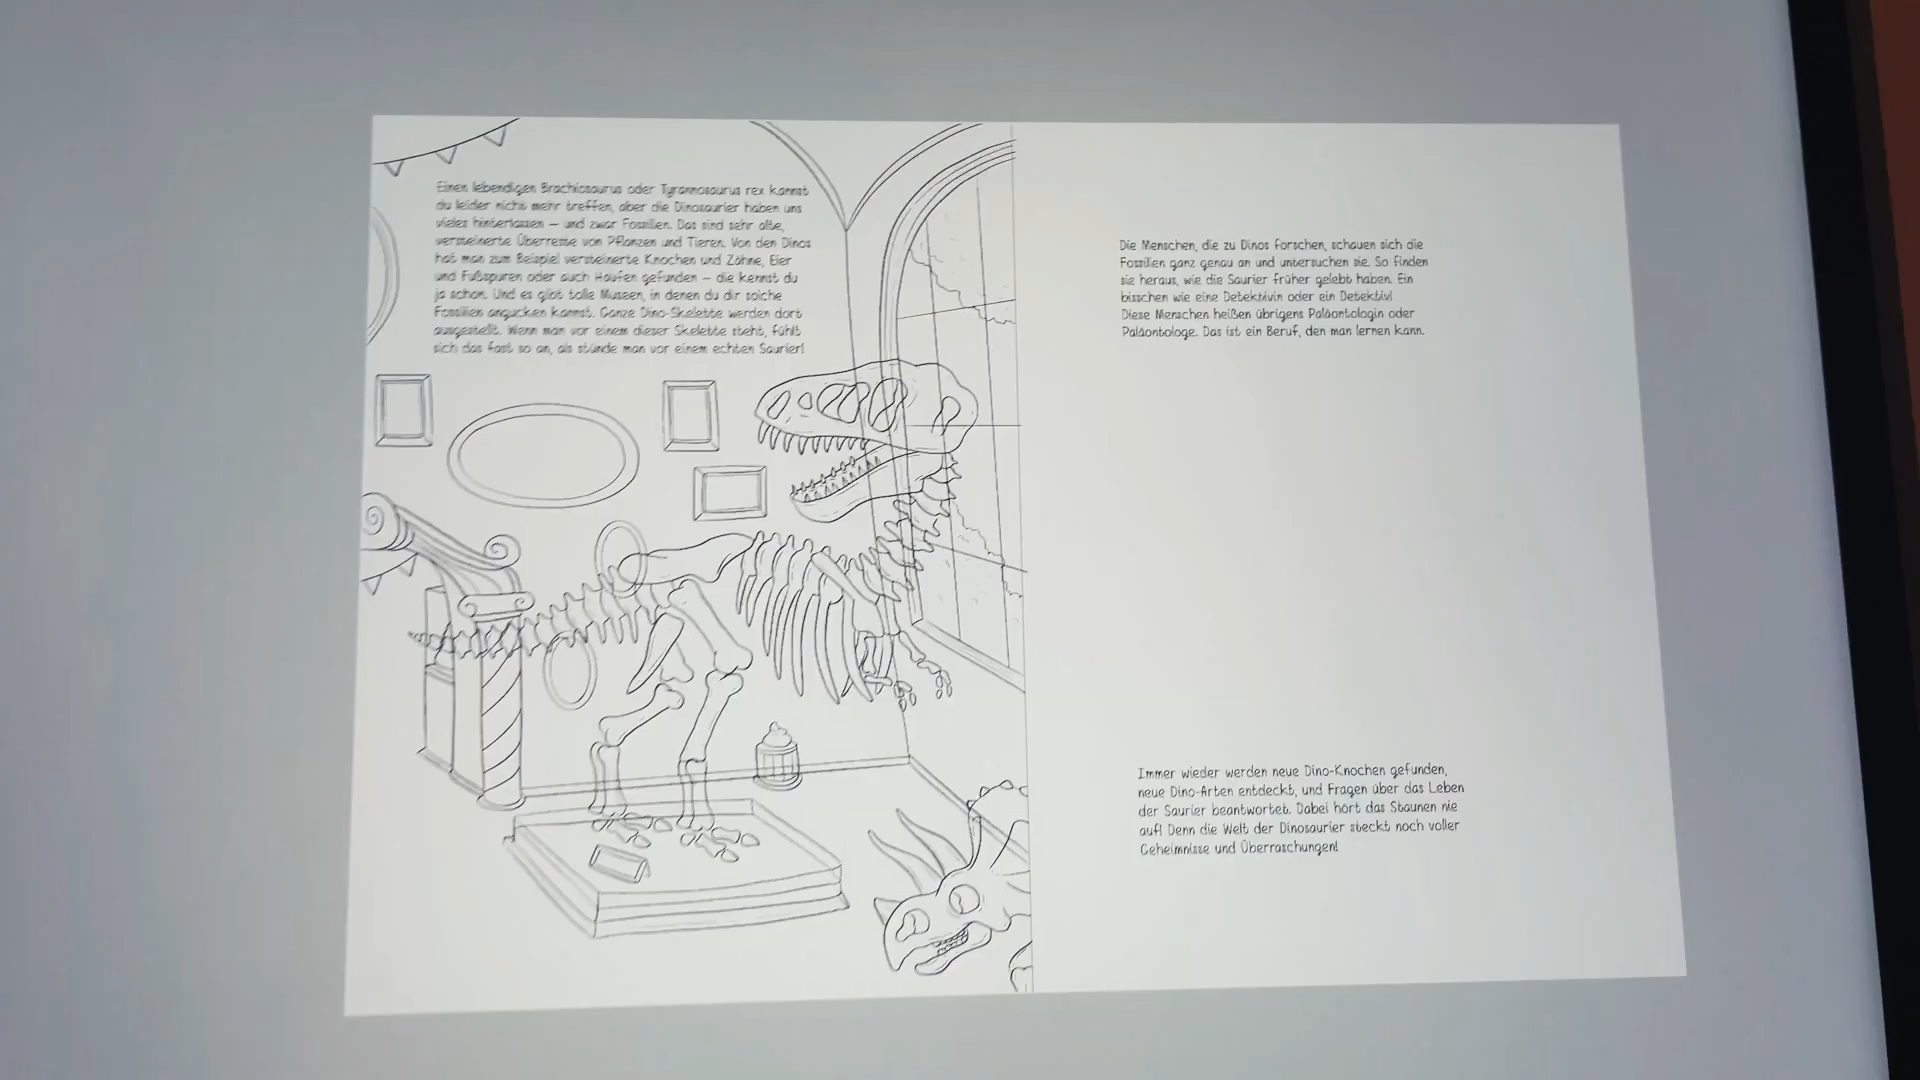 Einen lebendigen Brachiosaurus oder Tyrannosaurus rex kannst
du leider nicht mehr treffen, aber die Dinosaurier haben uns
vieles hinterlassen – und zwar Fossilien. Das sind sehr alte,
versteinerte Überreste von Pflanzen und Tieren. Von den Dinos
hat man zum Beispiel versteinerte Knochen und Zähne, Eier
und Fußspuren oder auch Haufen gefunden – die kennst du
ja schon. Und es gibt tolle Museen, in denen du dir solche
Fossilien angucken kannst. Ganze Dino-Skelette werden dort
ausgestellt. Wenn man vor einem dieser Skelette steht, fühlt
sich das fast so an, als stünde man vor einem echten Saurier!
Die Menschen, die zu Dinos forschen, schauen sich die
Fossilien ganz genau an und untersuchen sie. So finden
sie heraus, wie die Saurier früher gelebt haben. Ein
bisschen wie eine Detektivin oder ein Detektiv!
Diese Menschen heißen übrigens Paläontologin oder
Paläontologe. Das ist ein Beruf, den man lernen kann.
Immer wieder werden neue Dino-Knochen gefunden,
neue Dino-Arten entdeckt, und Fragen über das Leben
der Saurier beantwortet. Dabei hört das Staunen nie
auf! Denn die Welt der Dinosaurier steckt noch voller
Geheimnisse und Überraschungen!